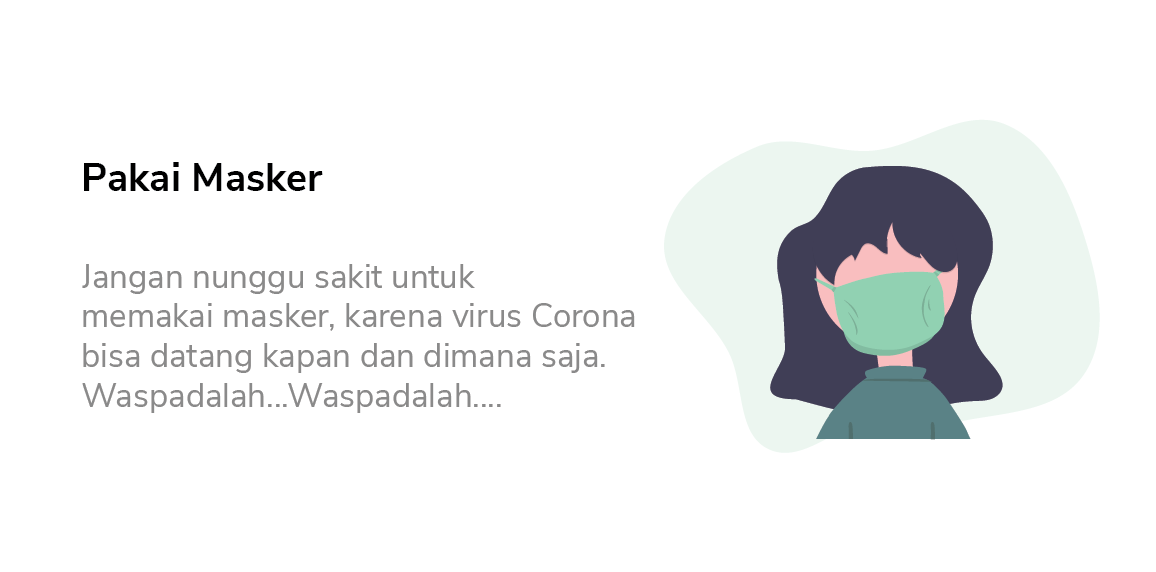 Pakai Masker
Jangan nunggu sakit untuk
memakai masker, karena virus Corona
bisa datang kapan dan dimana saja.
Waspadalah...Waspadalah....